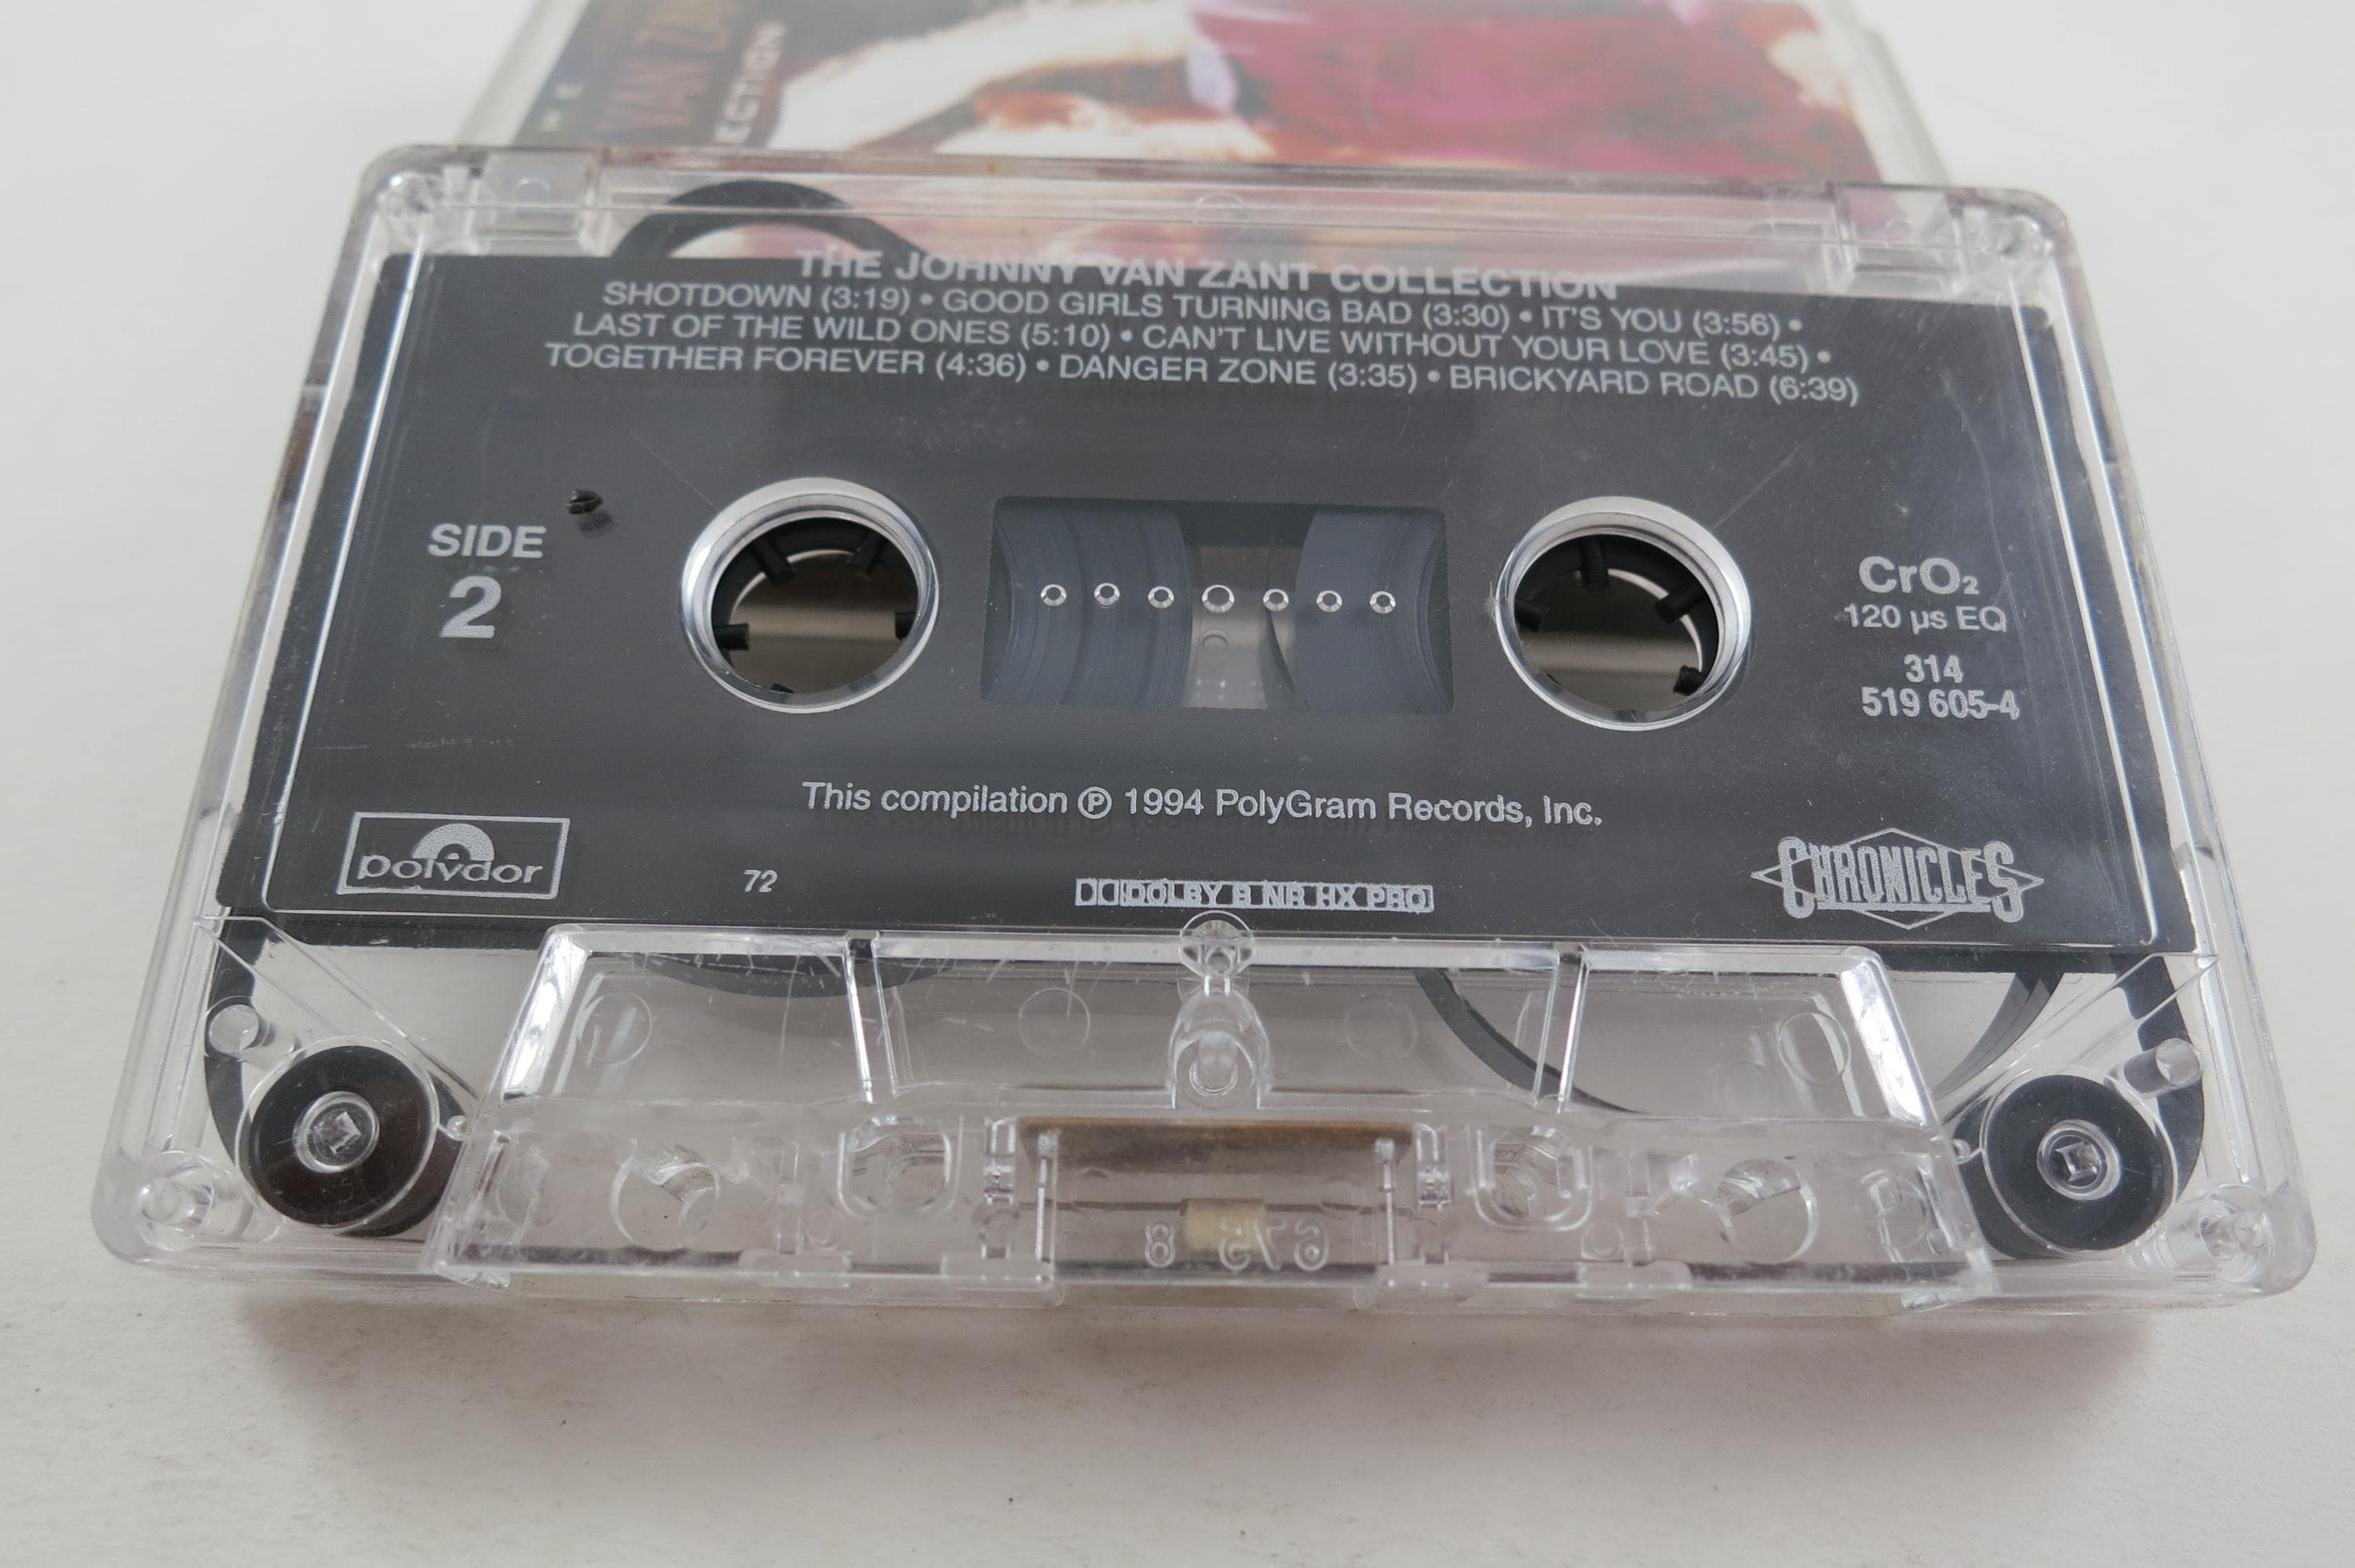 VAN ZA
ECTION
THE JOHNNY VAN ZANT COLLECTION
SHOTDOWN (3:19) • GOOD GIRLS TURNING BAD (3:30) • IT'S YOU (3:56) •
LAST OF THE WILD ONES (5:10) • CAN'T LIVE WITHOUT YOUR LOVE (3:45) •
TOGETHER FOREVER (4:36) • DANGER ZONE (3:35) • BRICKYARD ROAD (6:39)
SIDE
2
CrO₂
120 µs EQ
314
519 605-4
This compilation ℗ 1994 PolyGram Records, Inc.
polydor
72
DOLBY B NR HX PRO
CHRONICLES